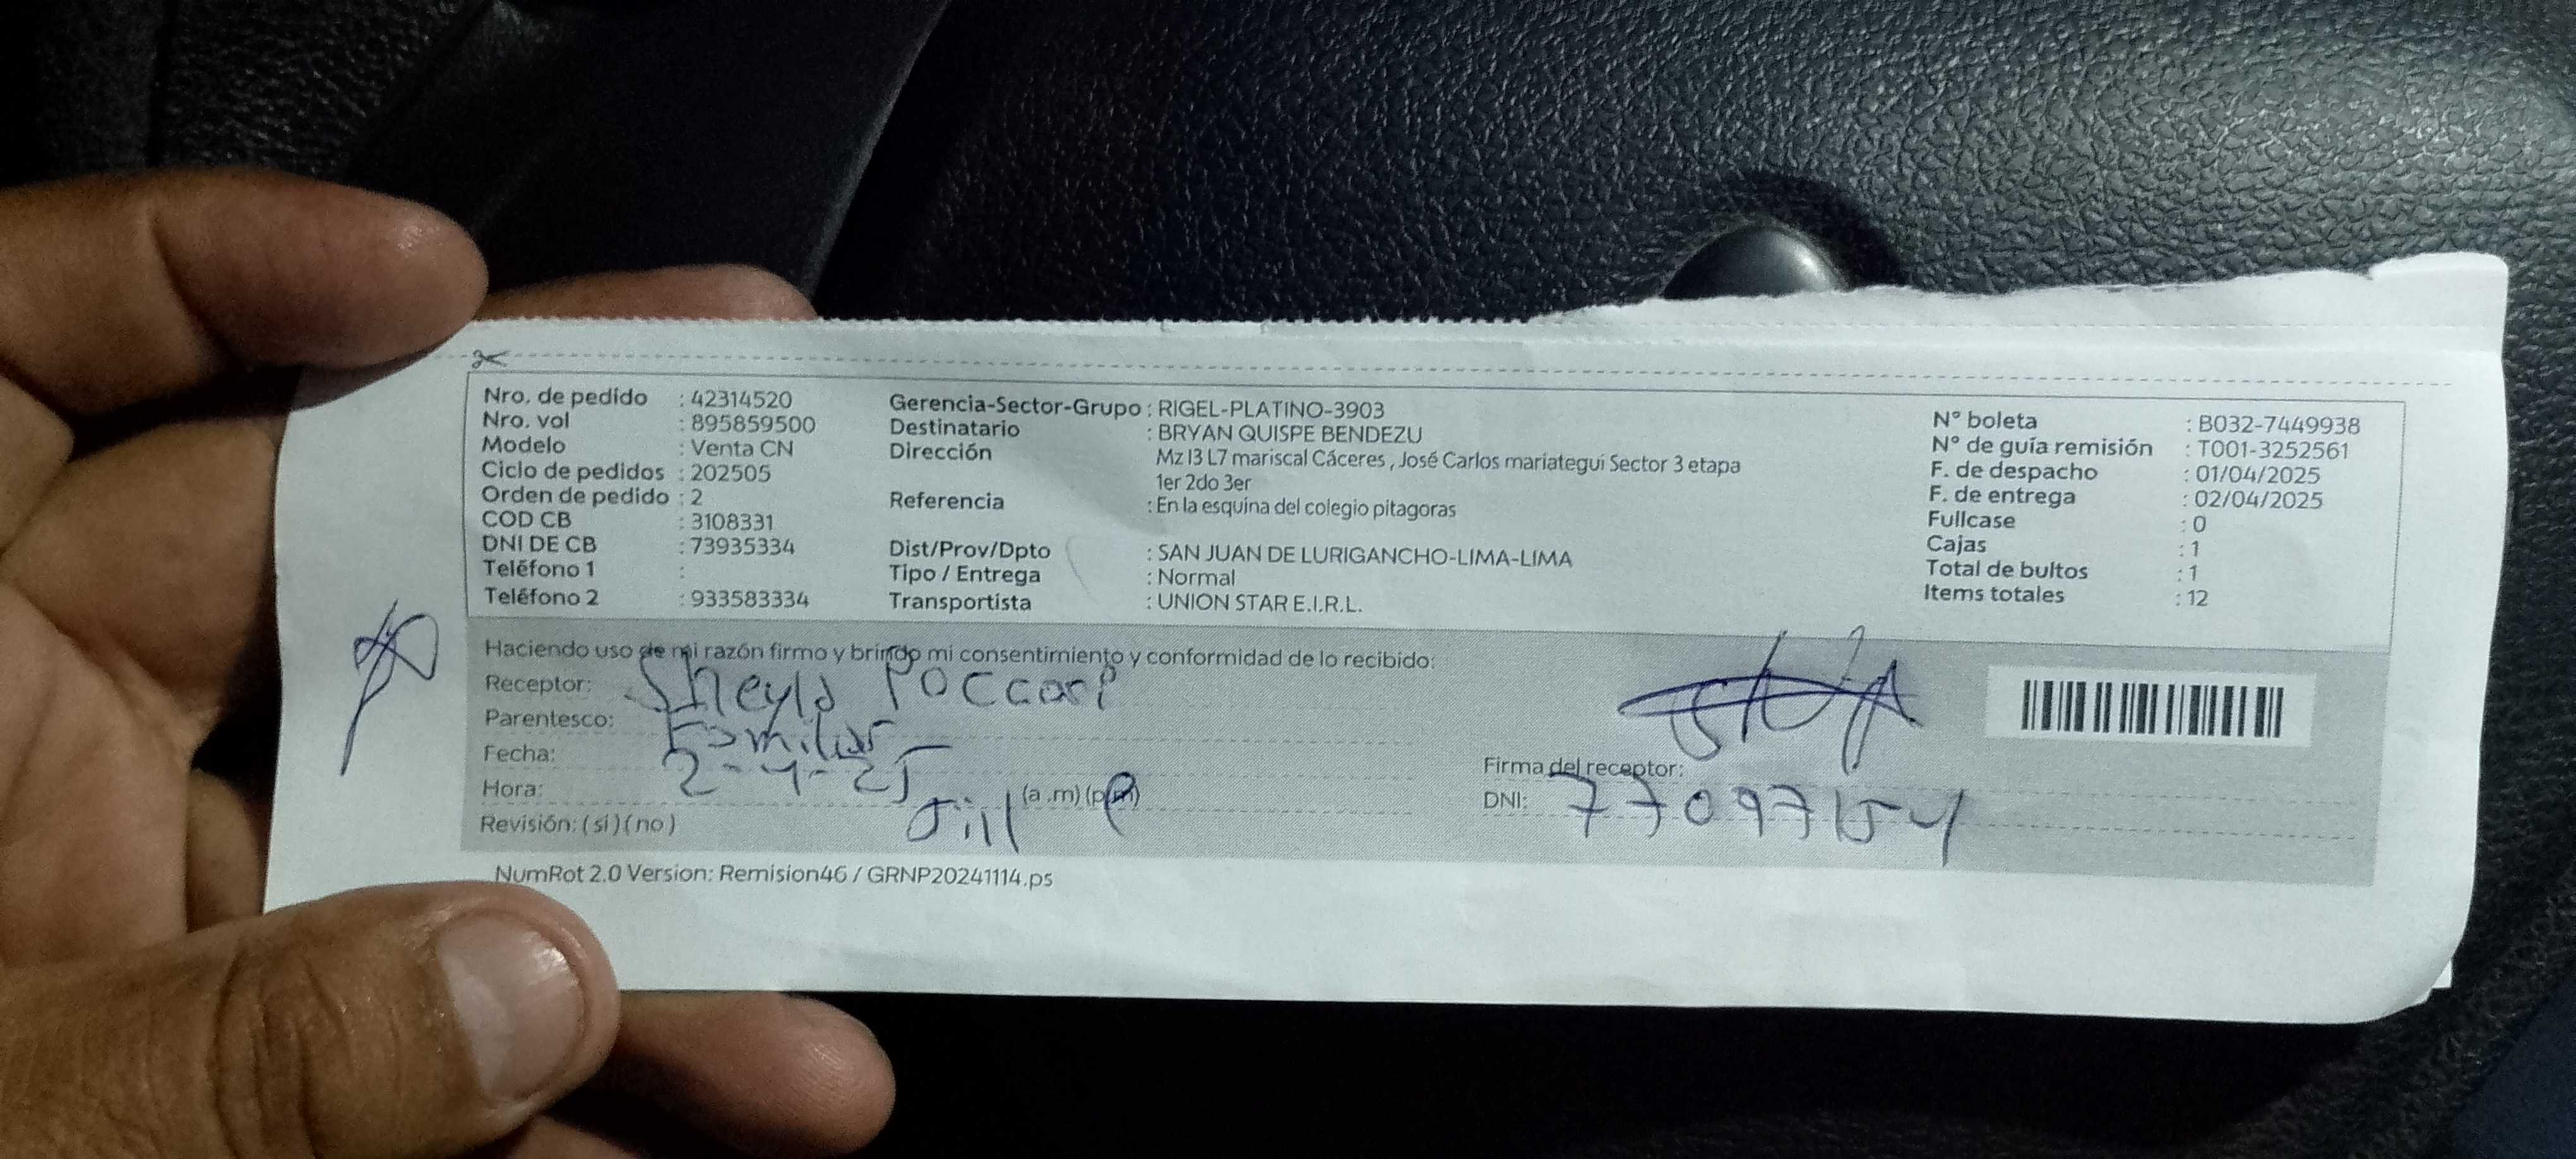 Nro. de pedido : 42314520
Nro. vol : 895859500
Modelo : Venta CN
Ciclo de pedidos : 202505
Orden de pedido : 2
COD CB : 3108331
DNI DE CB : 73935334
Teléfono 1 :
Teléfono 2 : 933583334
Gerencia-Sector-Grupo : RIGEL-PLATINO-3903
Destinatario : BRYAN QUISPE BENDEZU
Dirección Mz I3 L7 mariscal Cáceres , José Carlos mariategui Sector 3 etapa
1er 2do 3er
Referencia : En la esquina del colegio pitagoras
Dist/Prov/Dpto : SAN JUAN DE LURIGANCHO-LIMA-LIMA
Tipo / Entrega : Normal
Transportista : UNION STAR E.I.R.L.
N° boleta : B032-7449938
N° de guía remisión : T001-3252561
F. de despacho : 01/04/2025
F. de entrega : 02/04/2025
Fullcase : 0
Cajas : 1
Total de bultos : 1
Items totales : 12
Haciendo uso de mi razón firmo y brindo mi consentimiento y conformidad de lo recibido:
Receptor: Sheyla Poccori
Parentesco: Familiar
Fecha: 2-4-25
Hora: (a .m) (p.m)
Revisión: ( si ) ( no )
Firma del receptor:
DNI: 77097154
NumRot 2.0 Version: Remision46 / GRNP20241114.ps